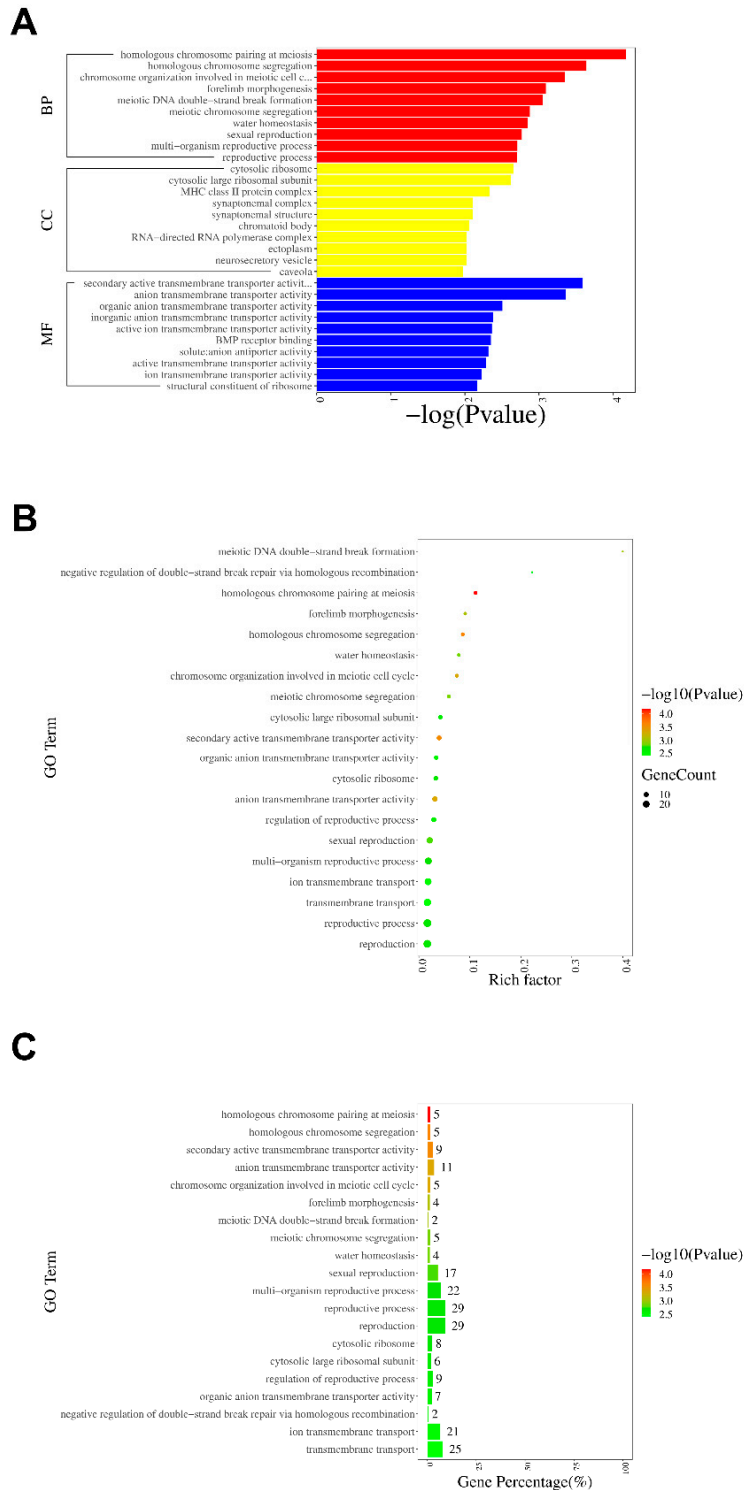 A
BP
homologous chromosome pairing at meiosis
homologous chromosome segregation
chromosome organization involved in meiotic cell c...
forelimb morphogenesis
meiotic DNA double-strand break formation
meiotic chromosome segregation
water homeostasis
sexual reproduction
multi-organism reproductive process
reproductive process
CC
cytosolic ribosome
cytosolic large ribosomal subunit
MHC class II protein complex
synaptonemal complex
synaptonemal structure
chromatoid body
RNA-directed RNA polymerase complex
ectoplasm
neurosecretory vesicle
caveola
MF
secondary active transmembrane transporter activit...
anion transmembrane transporter activity
organic anion transmembrane transporter activity
inorganic anion transmembrane transporter activity
active ion transmembrane transporter activity
BMP receptor binding
solute:anion antiporter activity
active transmembrane transporter activity
ion transmembrane transporter activity
structural constituent of ribosome
0 1 2 3 4
−log(Pvalue)
B
GO Term
meiotic DNA double-strand break formation
negative regulation of double-strand break repair via homologous recombination
homologous chromosome pairing at meiosis
forelimb morphogenesis
homologous chromosome segregation
water homeostasis
chromosome organization involved in meiotic cell cycle
meiotic chromosome segregation
cytosolic large ribosomal subunit
secondary active transmembrane transporter activity
organic anion transmembrane transporter activity
cytosolic ribosome
anion transmembrane transporter activity
regulation of reproductive process
sexual reproduction
multi-organism reproductive process
ion transmembrane transport
transmembrane transport
reproductive process
reproduction
0.0 0.1 0.2 0.3 0.4
Rich factor
−log10(Pvalue)
4.0
3.5
3.0
2.5
GeneCount
10
20
C
GO Term
homologous chromosome pairing at meiosis 5
homologous chromosome segregation 5
secondary active transmembrane transporter activity 9
anion transmembrane transporter activity 11
chromosome organization involved in meiotic cell cycle 5
forelimb morphogenesis 4
meiotic DNA double-strand break formation 2
meiotic chromosome segregation 5
water homeostasis 4
sexual reproduction 17
multi-organism reproductive process 22
reproductive process 29
reproduction 29
cytosolic ribosome 8
cytosolic large ribosomal subunit 6
regulation of reproductive process 9
organic anion transmembrane transporter activity 7
negative regulation of double-strand break repair via homologous recombination 2
ion transmembrane transport 21
transmembrane transport 25
0 25 50 75 100
Gene Percentage(%)
−log10(Pvalue)
4.0
3.5
3.0
2.5